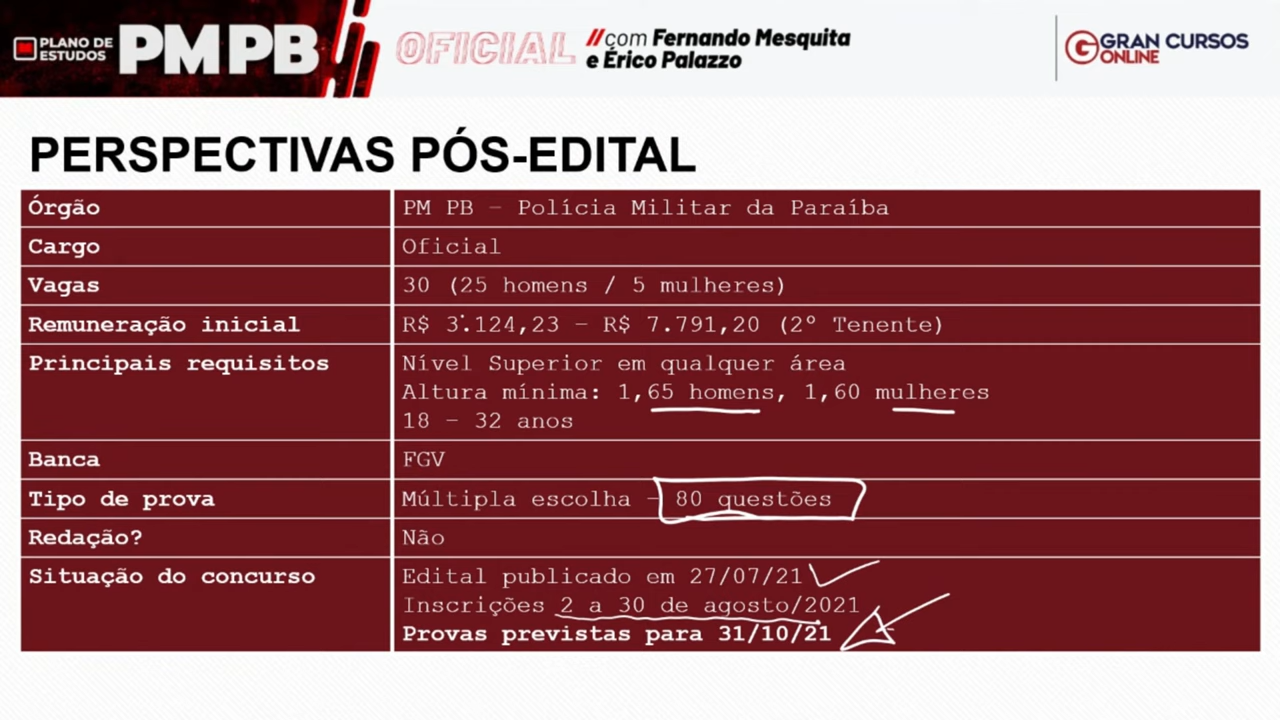 PLANO DE
ESTUDOS
PM PB
OFICIAL
//com Fernando Mesquita
e Érico Palazzo
GRAN CURSOS
ONLINE
PERSPECTIVAS PÓS-EDITAL
Órgão PM PB – Polícia Militar da Paraíba
Cargo Oficial
Vagas 30 (25 homens / 5 mulheres)
Remuneração inicial R$ 3.124,23 – R$ 7.791,20 (2º Tenente)
Principais requisitos Nível Superior em qualquer área
Altura mínima: 1,65 homens, 1,60 mulheres
18 – 32 anos
Banca FGV
Tipo de prova Múltipla escolha – 80 questões
Redação? Não
Situação do concurso Edital publicado em 27/07/21
Inscrições 2 a 30 de agosto/2021
Provas previstas para 31/10/21